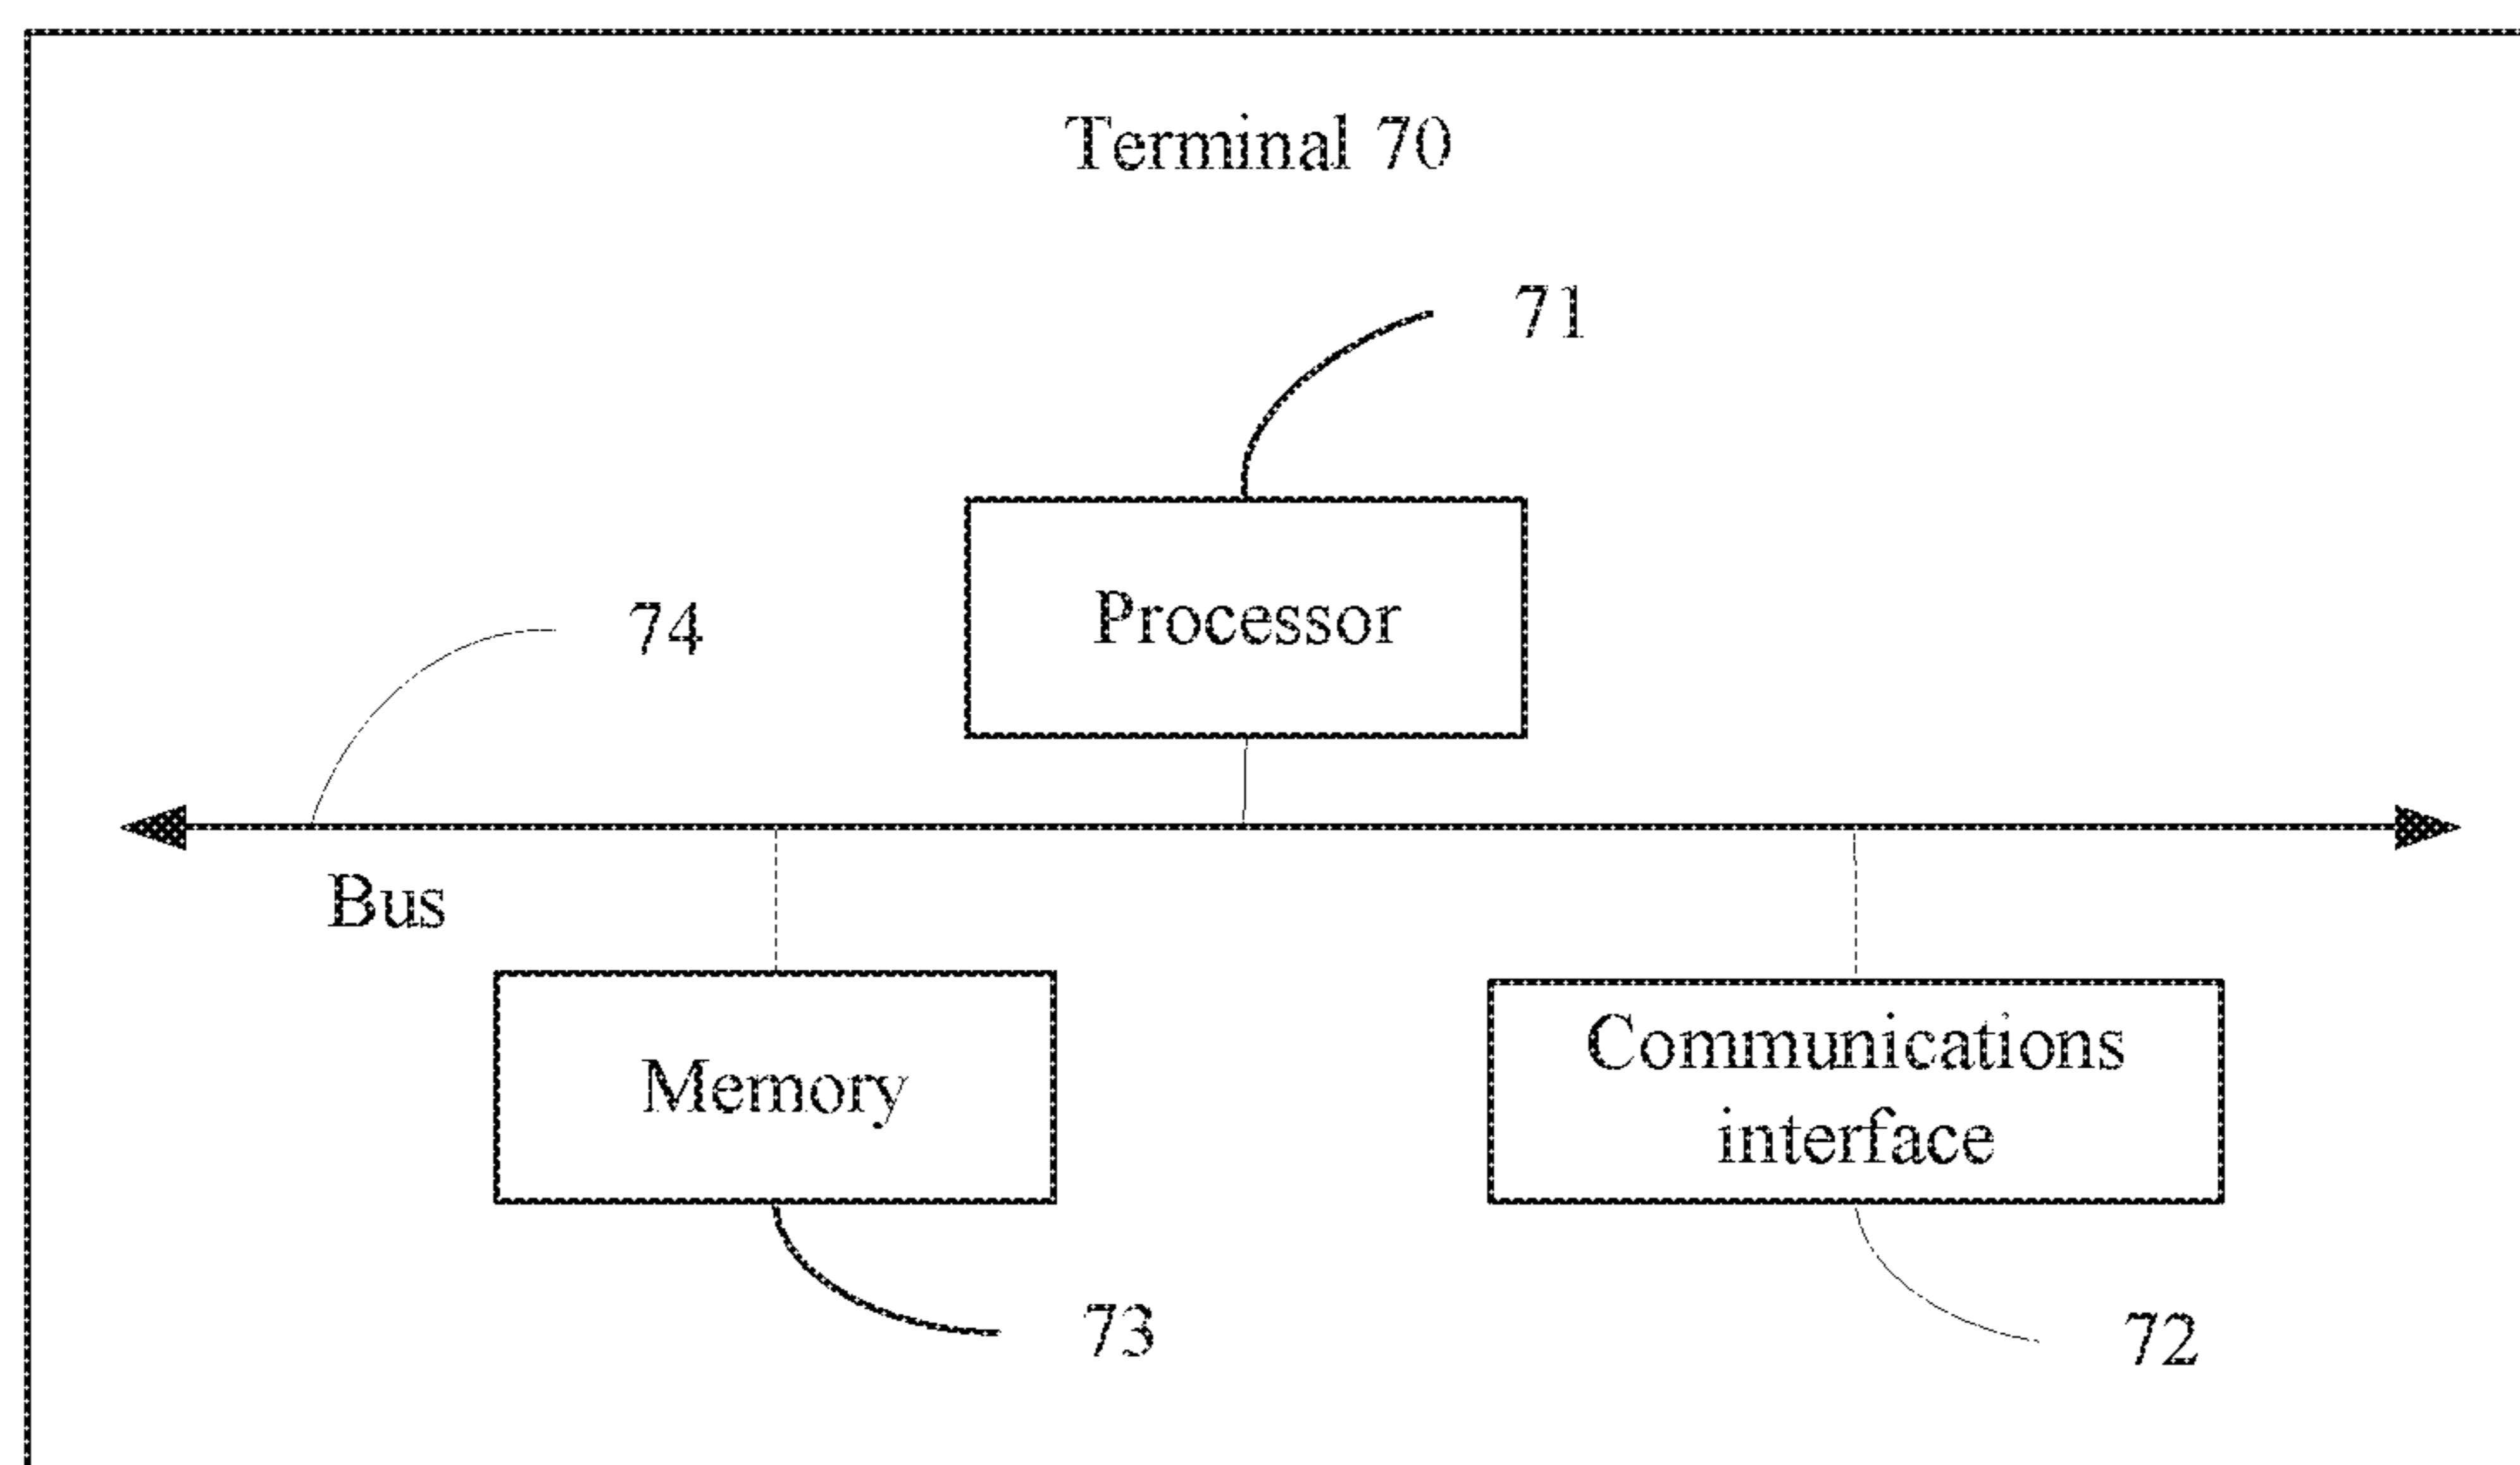 Terminal 70
71
Processor
74
Bus
Memory
Communications
interface
73
72